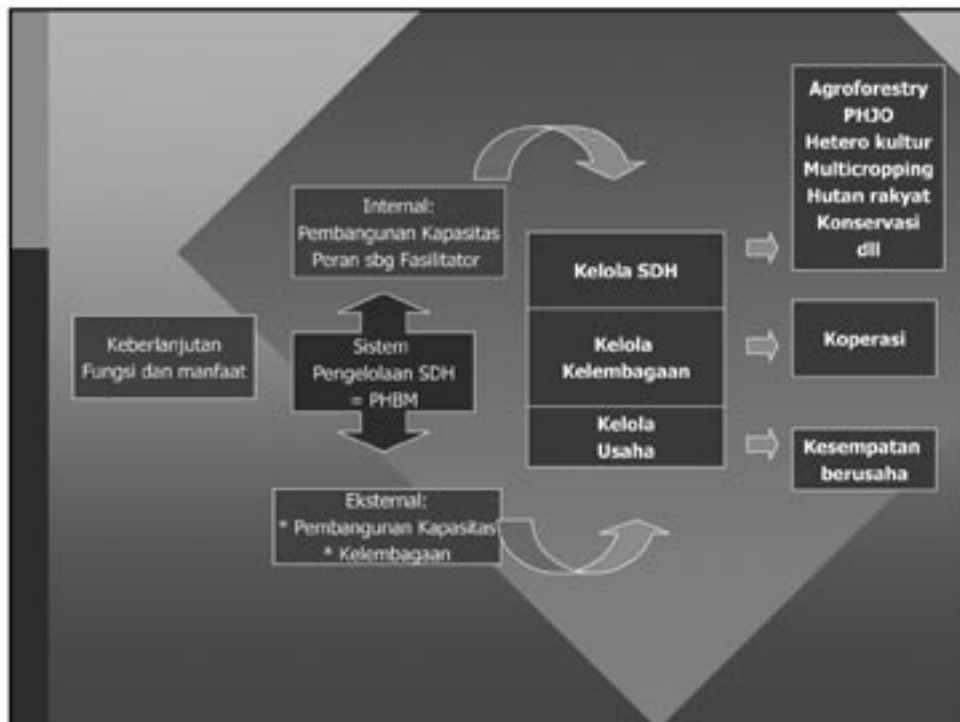 Keberlanjutan
Fungsi dan manfaat
Internal:
Pembangunan Kapasitas
Peran sbg Fasilitator
Sistem
Pengelolaan SDH
= PHBM
Eksternal:
* Pembangunan Kapasitas
* Kelembagaan
Kelola SDH
Kelola
Kelembagaan
Kelola
Usaha
Agroforestry
PHJO
Hetero kultur
Multicropping
Hutan rakyat
Konservasi
dll
Koperasi
Kesempatan
berusaha